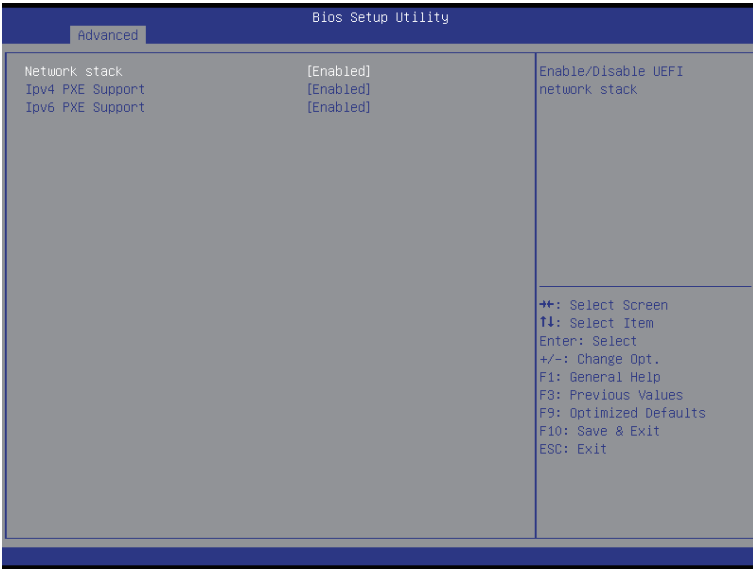 Bios Setup Utility
Advanced
Network stack [Enabled]
Ipv4 PXE Support [Enabled]
Ipv6 PXE Support [Enabled]
Enable/Disable UEFI
network stack
→←: Select Screen
↑↓: Select Item
Enter: Select
+/-: Change Opt.
F1: General Help
F3: Previous Values
F9: Optimized Defaults
F10: Save & Exit
ESC: Exit